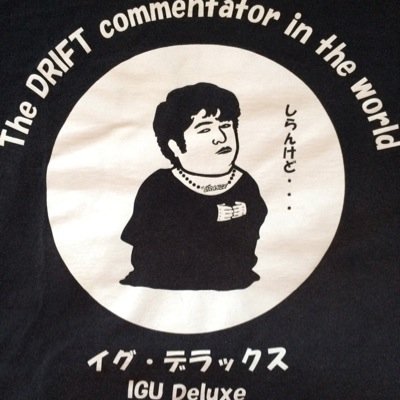 The DRIFT commentator in the world
しらんけど・・・
イグ・デラックス
IGU Deluxe